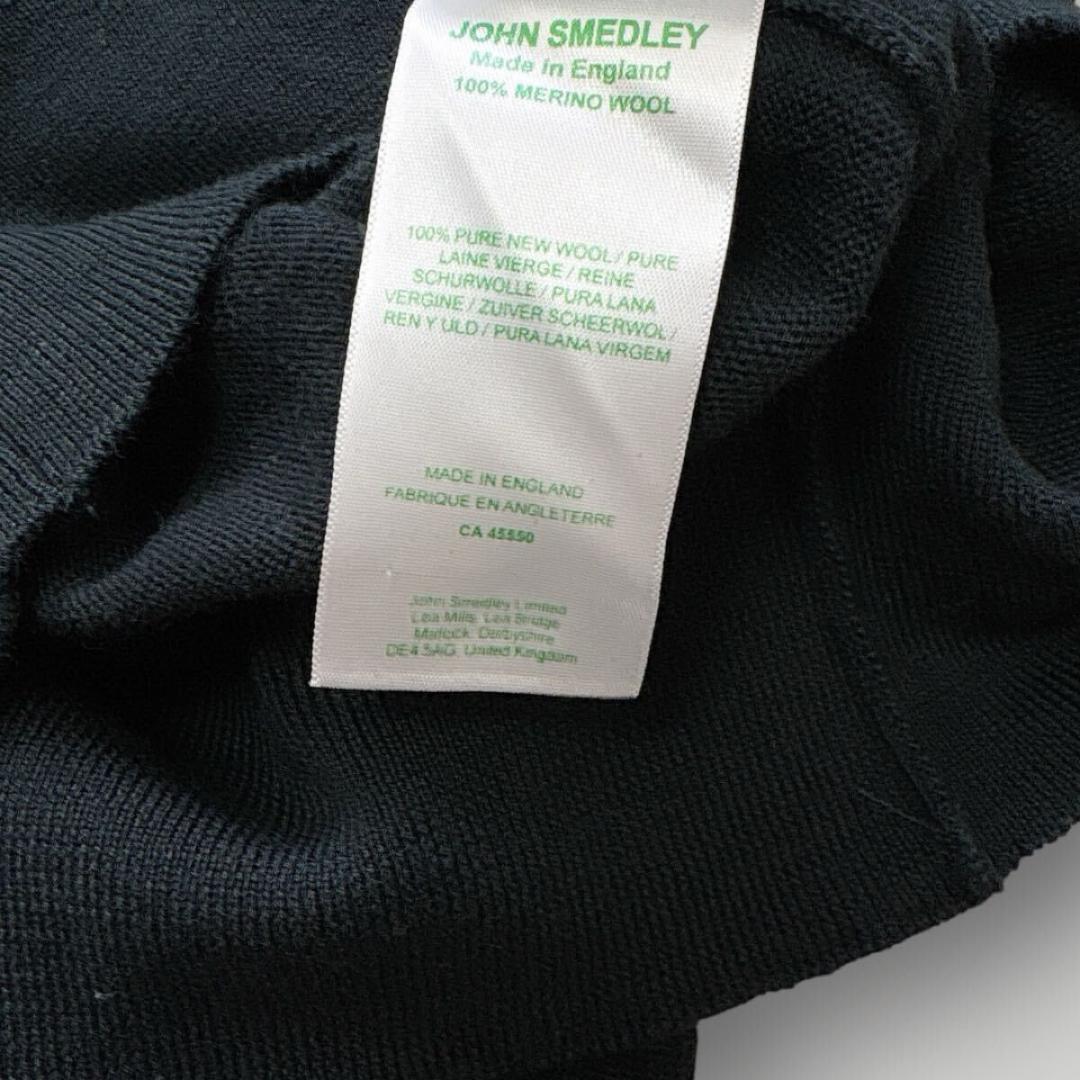 JOHN SMEDLEY
Made in England
100% MERINO WOOL
100% PURE NEW WOOL / PURE
LAINE VIERGE / REINE
SCHURWOLLE / PURA LANA
VERGINE / ZUIVER SCHEERWOL /
REN Y ULD / PURA LANA VIRGEM
MADE IN ENGLAND
FABRIQUE EN ANGLETERRE
CA 45550
John Smedley Limited
Lea Mills, Lea Bridge
Matlock, Derbyshire
DE4 5AG, United Kingdom